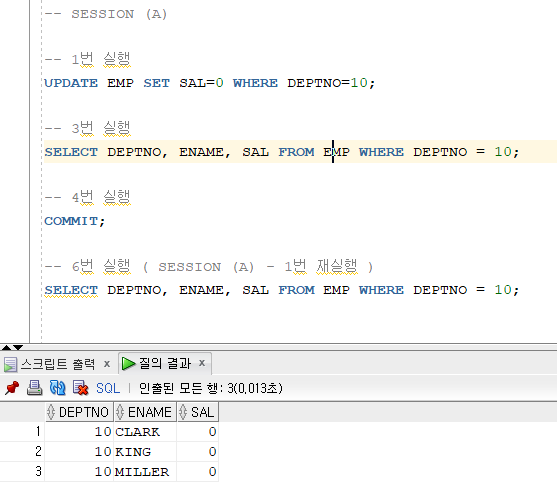 -- SESSION (A)
-- 1번 실행
UPDATE EMP SET SAL=0 WHERE DEPTNO=10;
-- 3번 실행
SELECT DEPTNO, ENAME, SAL FROM EMP WHERE DEPTNO = 10;
-- 4번 실행
COMMIT;
-- 6번 실행 ( SESSION (A) - 1번 재실행 )
SELECT DEPTNO, ENAME, SAL FROM EMP WHERE DEPTNO = 10;
스크립트 출력 x 질의 결과 x
SQL | 인출된 모든 행: 3(0,013초)
DEPTNO ENAME SAL
1 10 CLARK 0
2 10 KING 0
3 10 MILLER 0